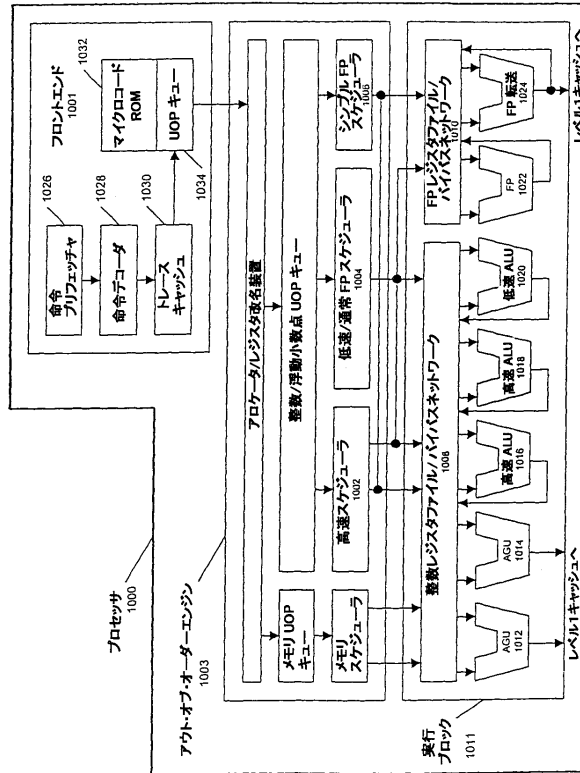 プロセッサ
1000
フロントエンド
1001
命令
プリフェッチャ
1026
命令デコーダ
1028
トレース
キャッシュ
1030
マイクロコード
ROM
1032
UOP キュー
1034
アウト・オブ・オーダーエンジン
1003
アロケータ/レジスタ改名装置
メモリ UOP
キュー
整数/浮動小数点 UOP キュー
メモリ
スケジューラ
高速スケジューラ
1002
低速/通常 FP スケジューラ
1004
シンプル FP
スケジューラ
1006
実行
ブロック
1011
整数レジスタファイル/バイパスネットワーク
1008
FP レジスタファイル/
バイパスネットワーク
1010
AGU
1012
AGU
1014
高速 ALU
1016
高速 ALU
1018
低速 ALU
1020
FP
1022
FP 転送
1024
レベル1キャッシュへ
レベル1キャッシュへ